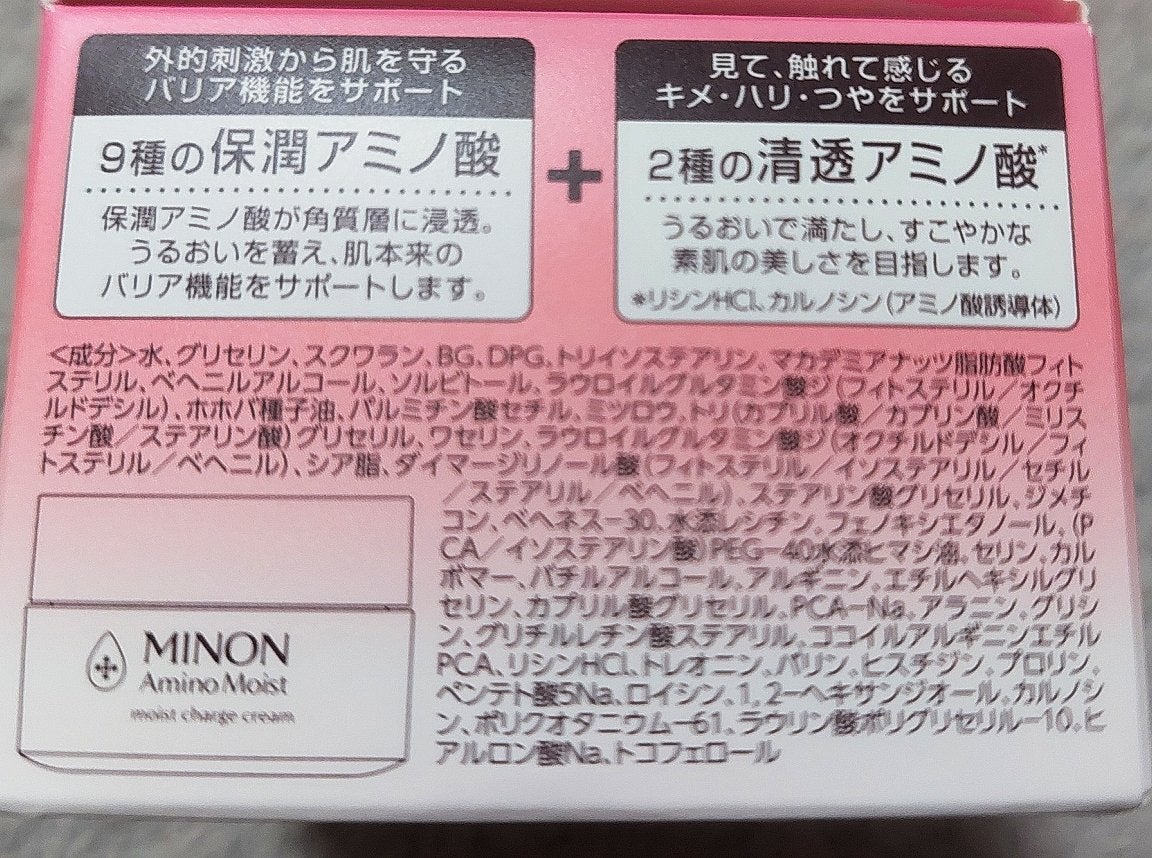 外的刺激から肌を守る
バリア機能をサポート
9種の保潤アミノ酸
保潤アミノ酸が角質層に浸透。
うるおいを蓄え、肌本来の
バリア機能をサポートします。
+
見て、触れて感じる
キメ・ハリ・つやをサポート
2種の清透アミノ酸*
うるおいで満たし、すこやかな
素肌の美しさを目指します。
*リシンHCl、カルノシン(アミノ酸誘導体)
<成分>水、グリセリン、スクワラン、BG、DPG、トリイソステアリン、マカデミアナッツ脂肪酸フィト
ステリル、ベヘニルアルコール、ソルビトール、ラウロイルグルタミン酸ジ(フィトステリル/オクチ
ルドデシル)、ホホバ種子油、パルミチン酸セチル、ミツロウ、トリ(カプリル酸/カプリン酸/ミリス
チン酸/ステアリン酸)グリセリル、ワセリン、ラウロイルグルタミン酸ジ(オクチルドデシル/フィ
トステリル/ベヘニル)、シア脂、ダイマージリノール酸(フィトステリル/イソステアリル/セチル
/ステアリル/ベヘニル)、ステアリン酸グリセリル、ジメチ
コン、ベヘネス-30、水添レシチン、フェノキシエタノール、(P
CA/イソステアリン酸)PEG-40水添ヒマシ油、セリン、カル
ボマー、バチルアルコール、アルギニン、エチルヘキシルグリ
セリン、カプリル酸グリセリル、PCA-Na、アラニン、グリシ
ン、グリチルレチン酸ステアリル、ココイルアルギニンエチル
PCA、リシンHCl、トレオニン、バリン、ヒスチジン、プロリン、
ペンテト酸5Na、ロイシン、1,2-ヘキサンジオール、カルノシ
ン、ポリクオタニウム-61、ラウリン酸ポリグリセリル-10、ヒ
アルロン酸Na、トコフェロール
MINON
Amino Moist
moist charge cream